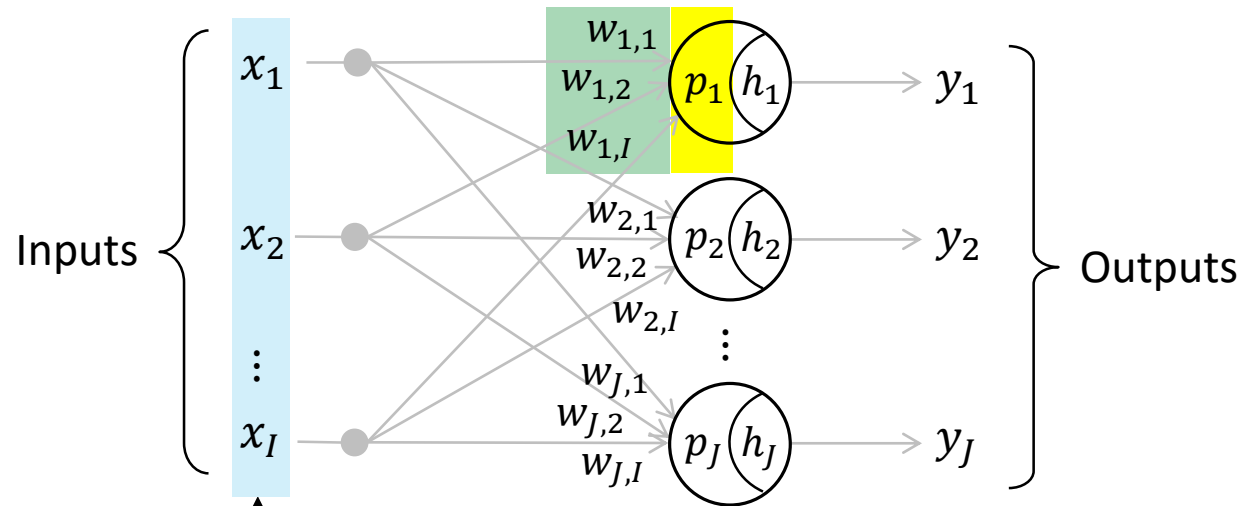 w_{1,1}
x_1 w_{1,2} p_1 h_1 y_1
w_{1,I}
w_{2,1}
Inputs x_2 p_2 h_2 y_2 Outputs
w_{2,2}
w_{2,I}
⋮ ⋮
w_{J,1}
x_I w_{J,2} p_J h_J y_J
w_{J,I}